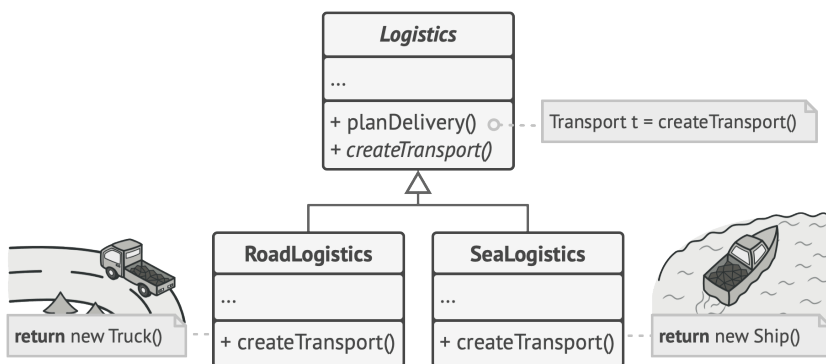 Logistics
...
+ planDelivery()
+ createTransport()
Transport t = createTransport()
RoadLogistics
...
+ createTransport()
SeaLogistics
...
+ createTransport()
return new Truck()
return new Ship()